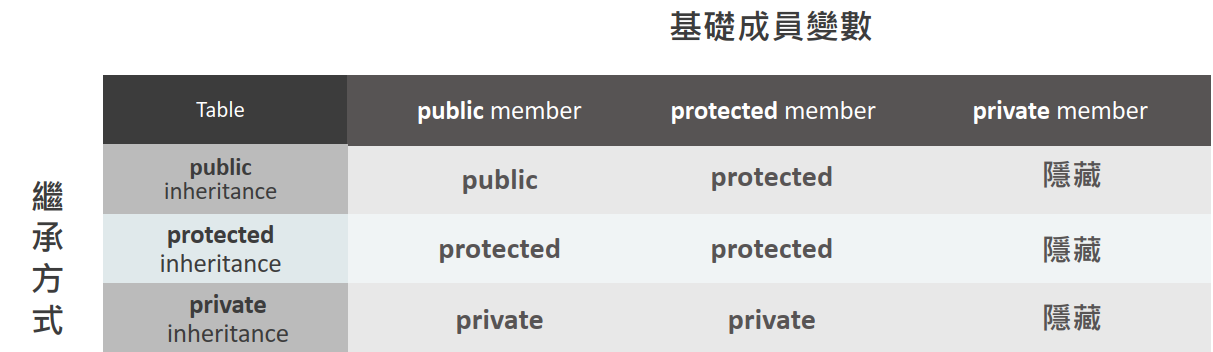 基礎成員變數
Table
public member
protected member
private member
繼承方式
public
inheritance
public
protected
隱藏
protected
inheritance
protected
protected
隱藏
private
inheritance
private
private
隱藏